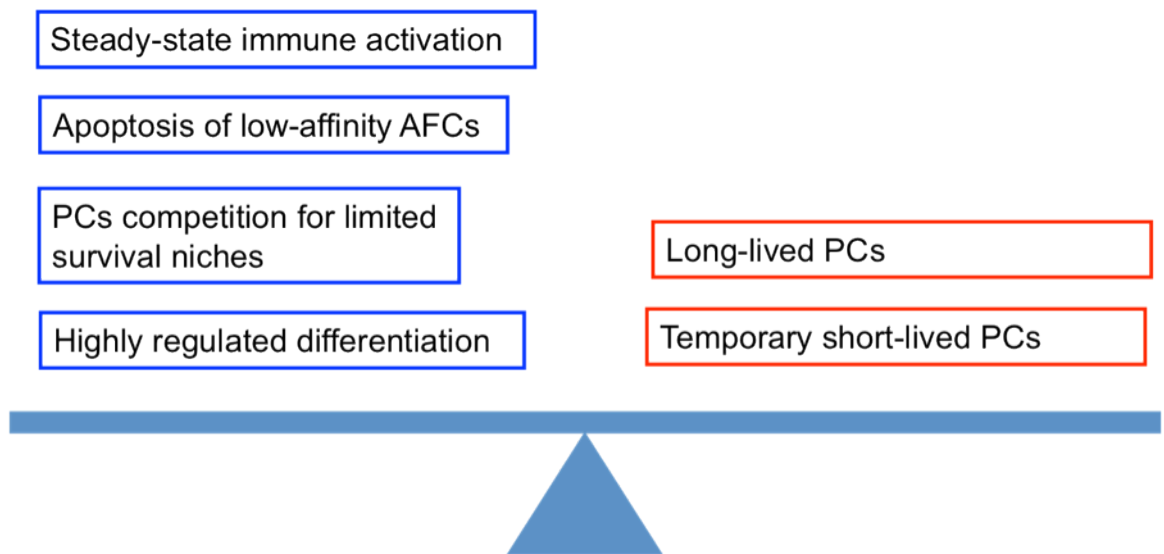 Steady-state immune activation
Apoptosis of low-affinity AFCs
PCs competition for limited
survival niches
Highly regulated differentiation
Long-lived PCs
Temporary short-lived PCs